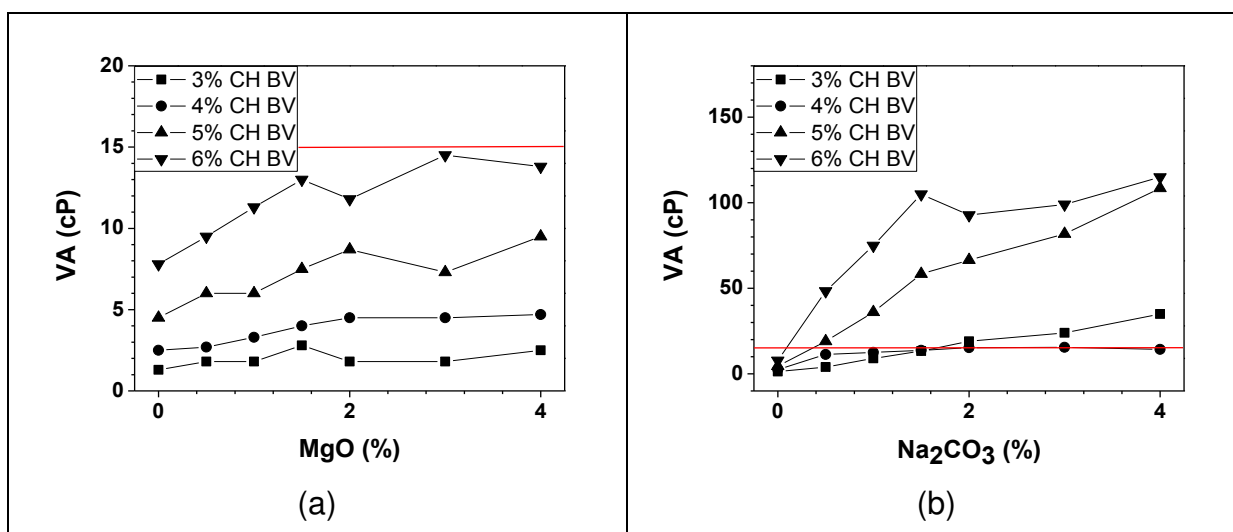 20
15
10
5
0
VA (cP)
3% CH BV
4% CH BV
5% CH BV
6% CH BV
0 2 4
MgO (%)
(a)
150
100
50
0
VA (cP)
3% CH BV
4% CH BV
5% CH BV
6% CH BV
0 2 4
Na₂CO₃ (%)
(b)